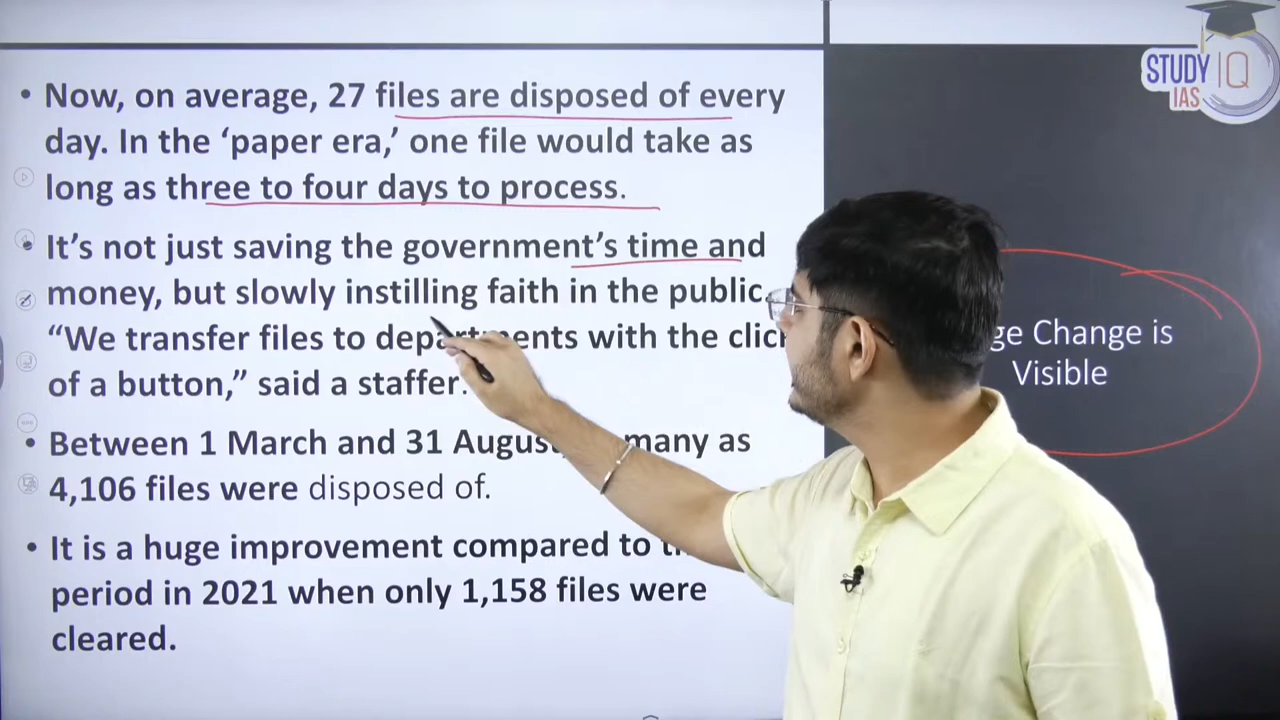 • Now, on average, 27 files are disposed of every
day. In the ‘paper era,’ one file would take as
long as three to four days to process.
• It’s not just saving the government’s time and
money, but slowly instilling faith in the public.
“We transfer files to departments with the click
of a button,” said a staffer.
• Between 1 March and 31 August, many as
4,106 files were disposed of.
• It is a huge improvement compared to
period in 2021 when only 1,158 files were
cleared.
Change is
Visible
STUDY IQ
IAS